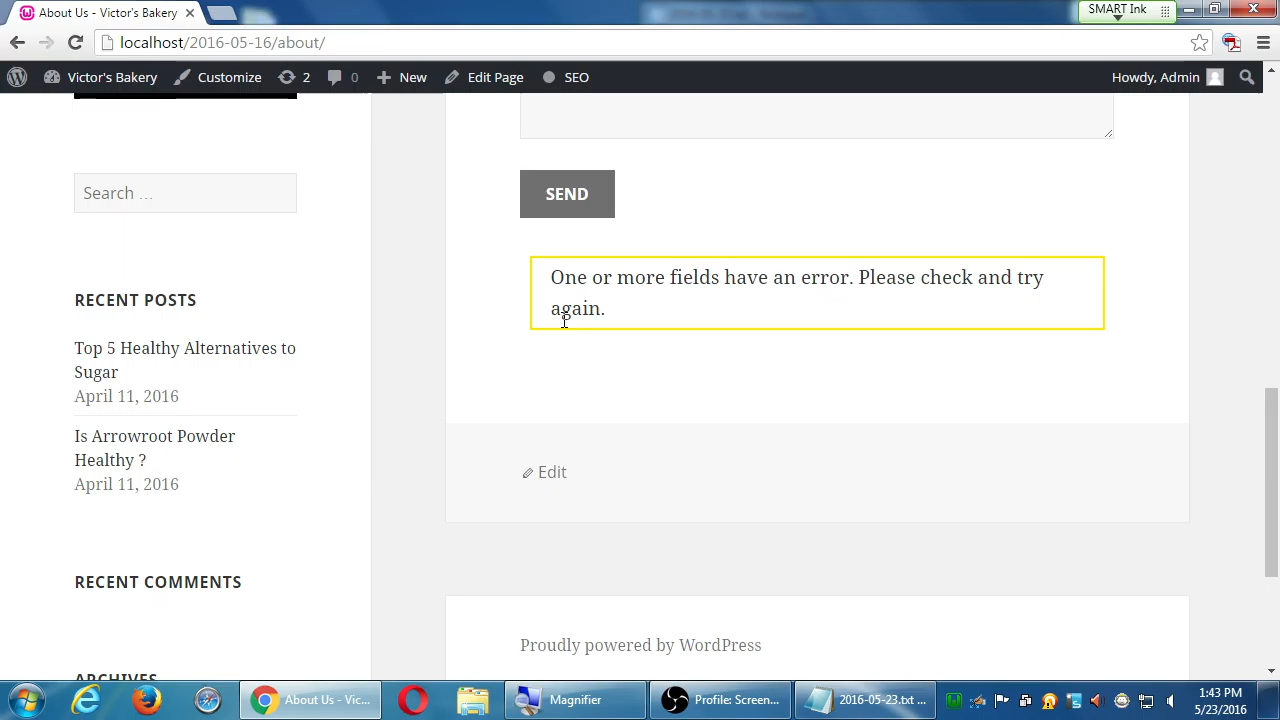 About Us - Victor's Bakery
SMART Ink
localhost/2016-05-16/about/
Victor's Bakery
Customize
2
0
New
Edit Page
SEO
Howdy, Admin
Search …
SEND
One or more fields have an error. Please check and try
again.
RECENT POSTS
Top 5 Healthy Alternatives to
Sugar
April 11, 2016
Is Arrowroot Powder
Healthy ?
April 11, 2016
Edit
RECENT COMMENTS
Proudly powered by WordPress
ARCHIVES
About Us - Vic...
Magnifier
Profile: Screen...
2016-05-23.txt ...
1:43 PM
5/23/2016